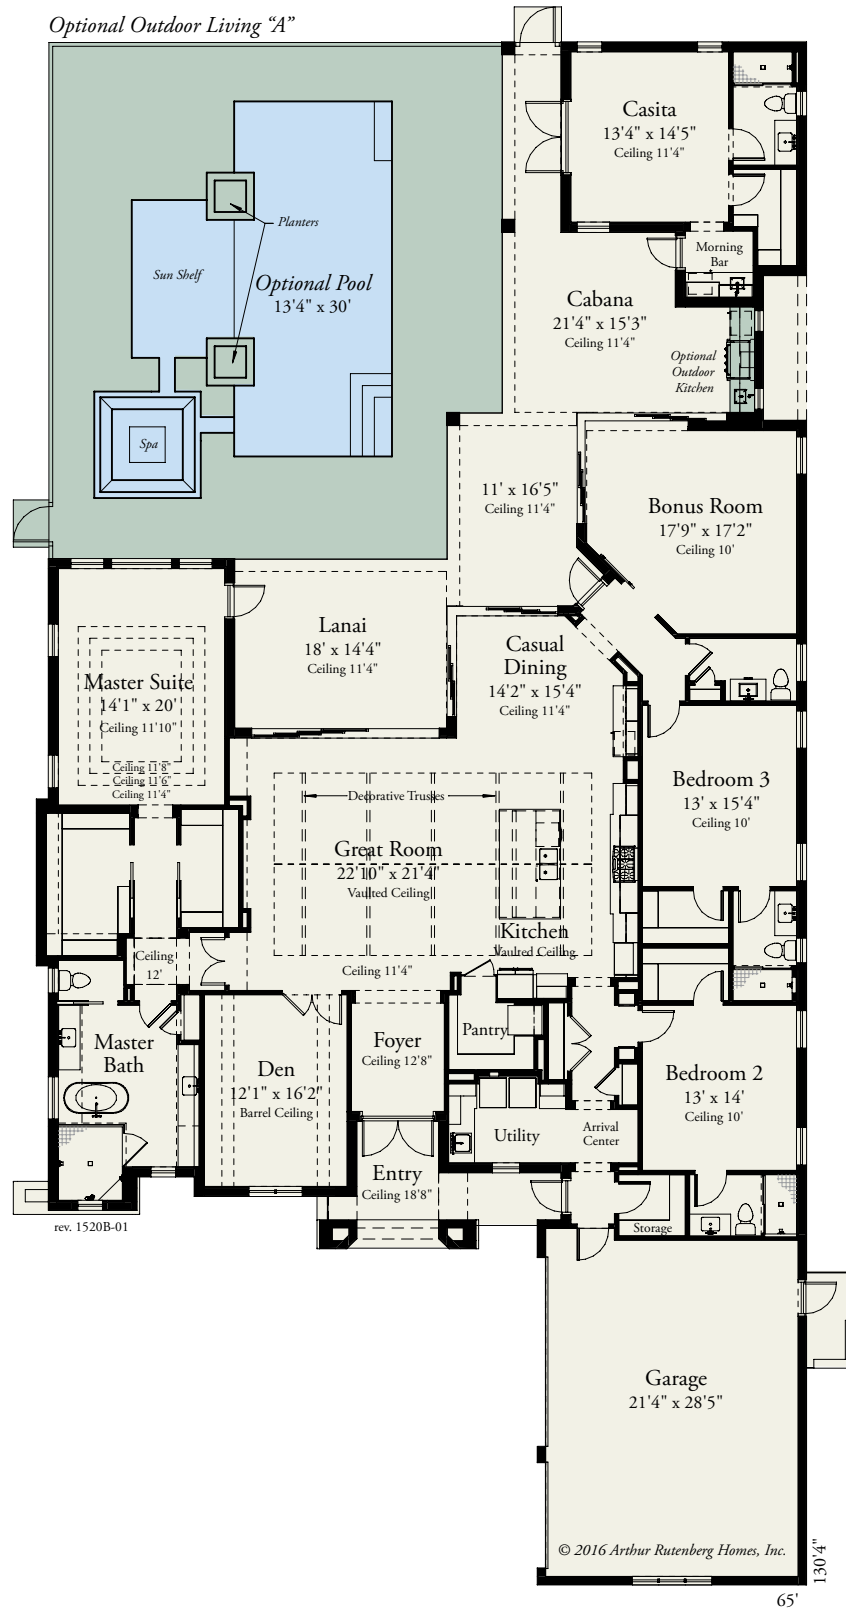 Optional Outdoor Living “A”
Casita
13'4" x 14'5"
Ceiling 11'4"
Planters
Morning
Bar
Sun Shelf
Optional Pool
13'4" x 30'
Cabana
21'4" x 15'3"
Ceiling 11'4"
Optional
Outdoor
Kitchen
Spa
11' x 16'5"
Ceiling 11'4"
Bonus Room
17'9" x 17'2"
Ceiling 10'
Lanai
18' x 14'4"
Ceiling 11'4"
Casual
Dining
14'2" x 15'4"
Ceiling 11'4"
Master Suite
14'1" x 20'
Ceiling 11'10"
Ceiling 11'8"
Ceiling 11'6"
Ceiling 11'4"
Bedroom 3
13' x 15'4"
Ceiling 10'
Decorative Trusses
Great Room
22'10" x 21'4"
Vaulted Ceiling
Kitchen
Vaulted Ceiling
Ceiling
12'
Ceiling 11'4"
Master
Bath
Den
12'1" x 16'2"
Barrel Ceiling
Foyer
Ceiling 12'8"
Pantry
Bedroom 2
13' x 14'
Ceiling 10'
Utility
Arrival
Center
Entry
Ceiling 18'8"
Storage
rev. 1520B-01
Garage
21'4" x 28'5"
© 2016 Arthur Rutenberg Homes, Inc.
130'4"
65'